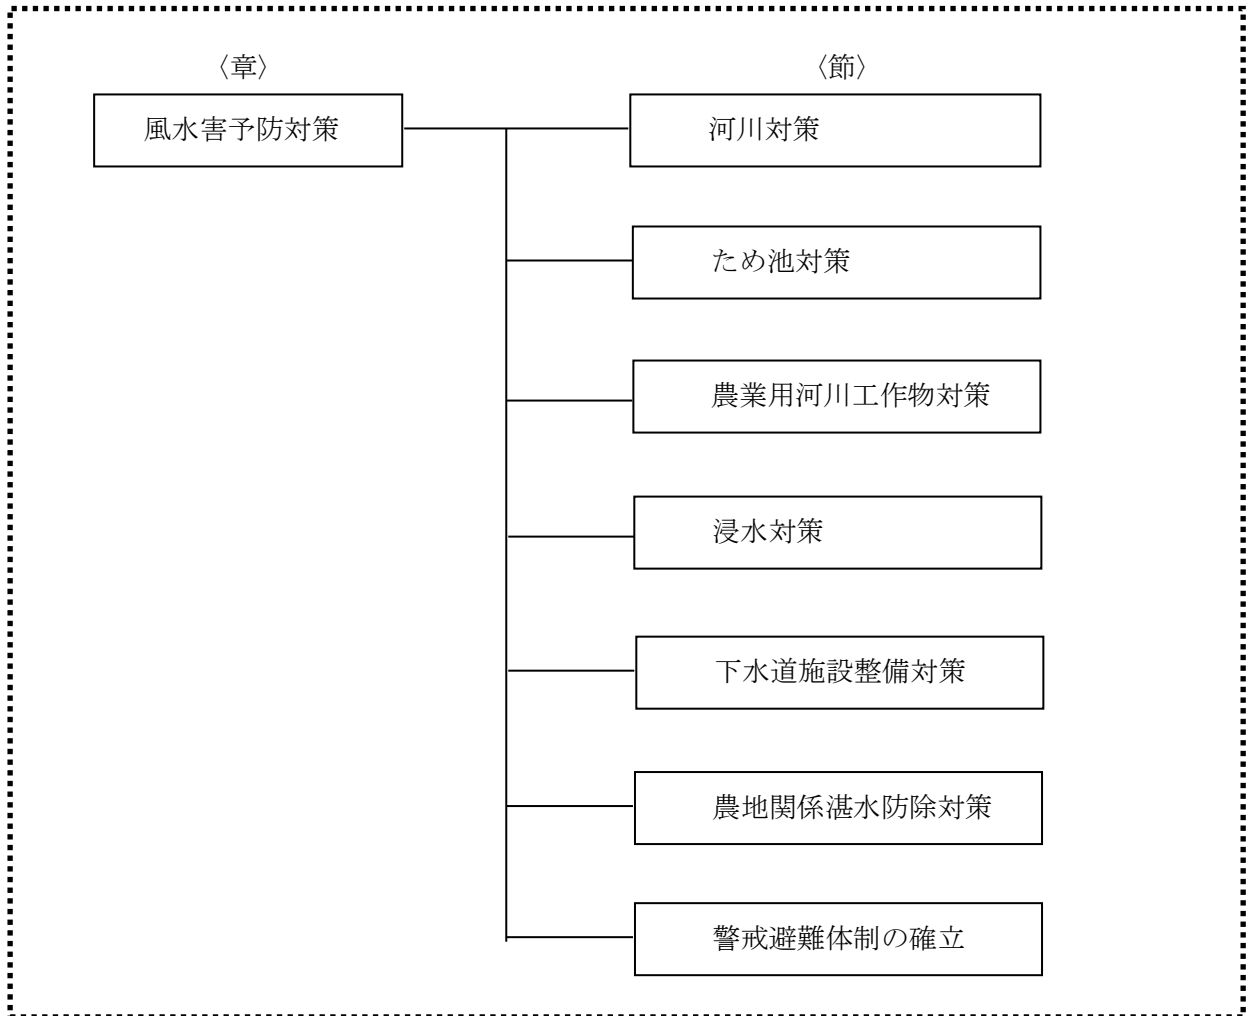 〈章〉
〈節〉
風水害予防対策
河川対策
ため池対策
農業用河川工作物対策
浸水対策
下水道施設整備対策
農地関係湛水防除対策
警戒避難体制の確立